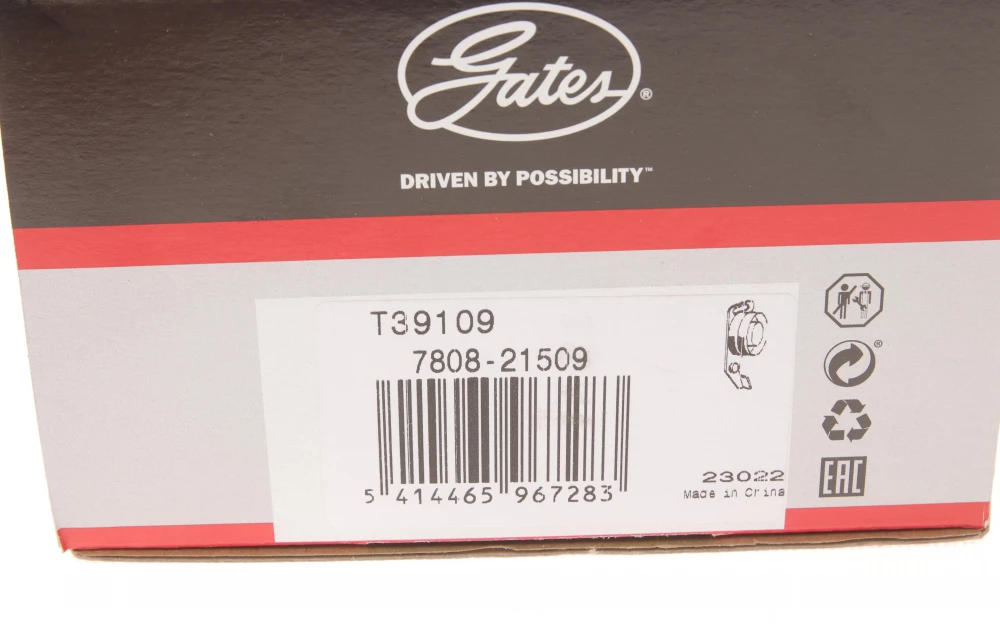 Gates®
DRIVEN BY POSSIBILITY™
T39109
7808-21509
5 414465 967283
23022
Made in China
®
EAC